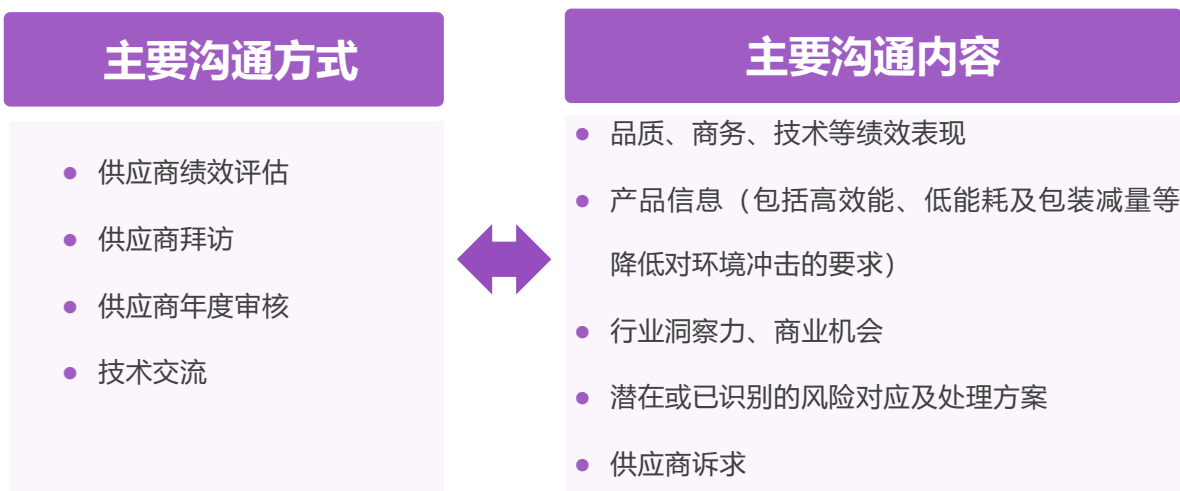 主要沟通方式
供应商绩效评估
供应商拜访
供应商年度审核
技术交流
主要沟通内容
品质、商务、技术等绩效表现
产品信息（包括高效能、低能耗及包装减量等
降低对环境冲击的要求）
行业洞察力、商业机会
潜在或已识别的风险对应及处理方案
供应商诉求